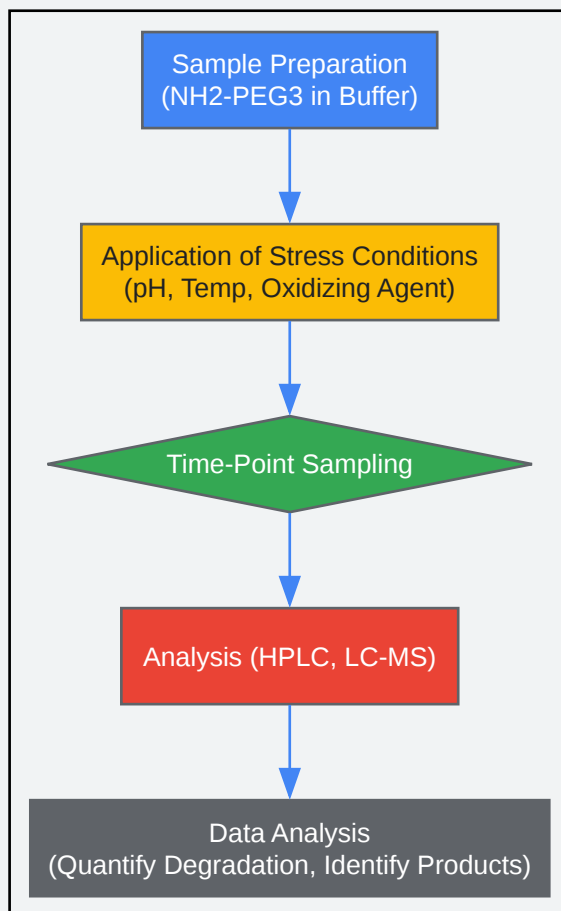 Sample Preparation
(NH2-PEG3 in Buffer)
Application of Stress Conditions
(pH, Temp, Oxidizing Agent)
Time-Point Sampling
Analysis (HPLC, LC-MS)
Data Analysis
(Quantify Degradation, Identify Products)